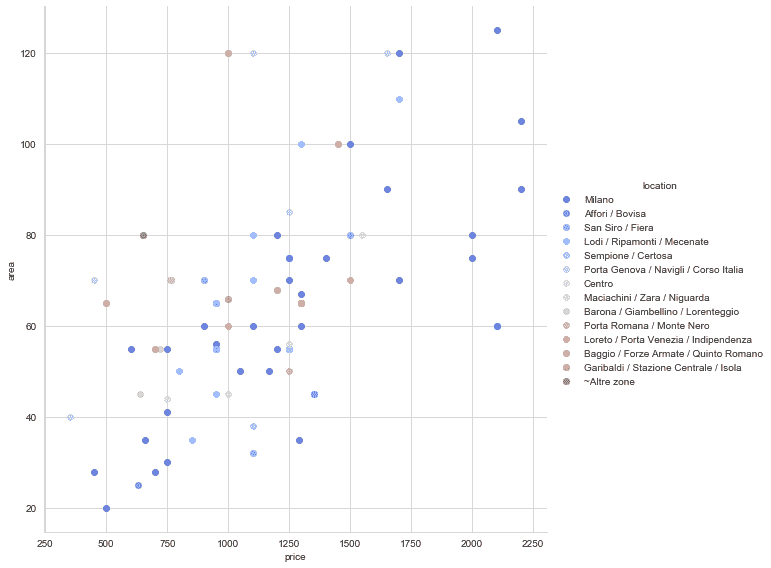 120
100
80
60
40
20
area
250
500
750
1000
1250
1500
1750
2000
2250
price
location
Milano
Affori / Bovisa
San Siro / Fiera
Lodi / Ripamonti / Mecenate
Sempione / Certosa
Porta Genova / Navigli / Corso Italia
Centro
Maciachini / Zara / Niguarda
Barona / Giambellino / Lorenteggio
Porta Romana / Monte Nero
Loreto / Porta Venezia / Indipendenza
Baggio / Forze Armate / Quinto Romano
Garibaldi / Stazione Centrale / Isola
~Altre zone